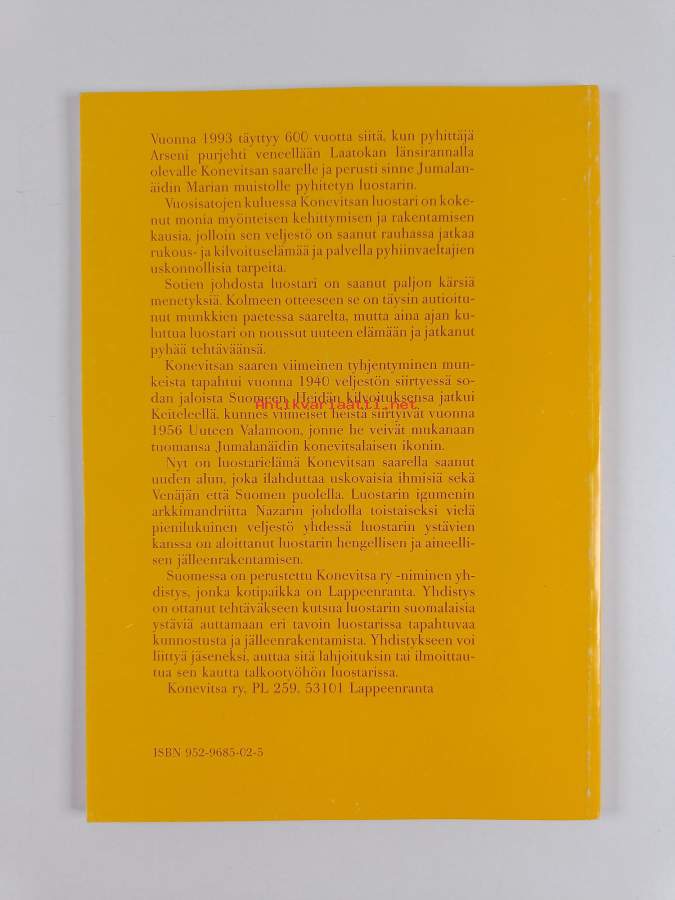 Vuonna 1993 täyttyy 600 vuotta siitä, kun pyhittäjä
Arseni purjehti veneellään Laatokan länsirannalla
olevalle Konevitsan saarelle ja perusti sinne Jumalan-
äidin Marian muistolle pyhitetyn luostarin.
Vuosisatojen kuluessa Konevitsan luostari on koke-
nut monia myönteisen kehittymisen ja rakentamisen
kausia, jolloin sen veljestö on saanut rauhassa jatkaa
rukous- ja kilvoituselämää ja palvella pyhiinvaeltajien
uskonnollisia tarpeita.
Sotien johdosta luostari on saanut paljon kärsiä
menetyksiä. Kolmeen otteeseen se on täysin autioitu-
nut munkkien paetessa saarelta, mutta aina ajan ku-
luttua luostari on noussut uuteen elämään ja jatkanut
pyhää tehtäväänsä.
Konevitsan saaren viimeinen tyhjentyminen mun-
keista tapahtui vuonna 1940 veljestön siirtyessä so-
dan jaloista Suomeen. Heidän kilvoituksensa jatkui
Antikvariaatit.net
Keiteleellä, kunnes viimeiset heistä siirtyivät vuonna
1956 Uuteen Valamoon, jonne he veivät mukanaan
tuomansa Jumalanäidin konevitsalaisen ikonin.
Nyt on luostarielämä Konevitsan saarella saanut
uuden alun, joka ilahduttaa uskovaisia ihmisiä sekä
Venäjän että Suomen puolella. Luostarin igumenin
arkkimandriitta Nazarin johdolla toistaiseksi vielä
pienilukuinen veljestö yhdessä luostarin ystävien
kanssa on aloittanut luostarin hengellisen ja aineelli-
sen jälleenrakentamisen.
Suomessa on perustettu Konevitsa ry -niminen yh-
distys, jonka kotipaikka on Lappeenranta. Yhdistys
on ottanut tehtäväkseen kutsua luostarin suomalaisia
ystäviä auttamaan eri tavoin luostarissa tapahtuvaa
kunnostusta ja jälleenrakentamista. Yhdistykseen voi
liittyä jäseneksi, auttaa sitä lahjoituksin tai ilmoittau-
tua sen kautta talkootyöhön luostarissa.
Konevitsa ry, PL 259, 53101 Lappeenranta
ISBN 952-9685-02-5